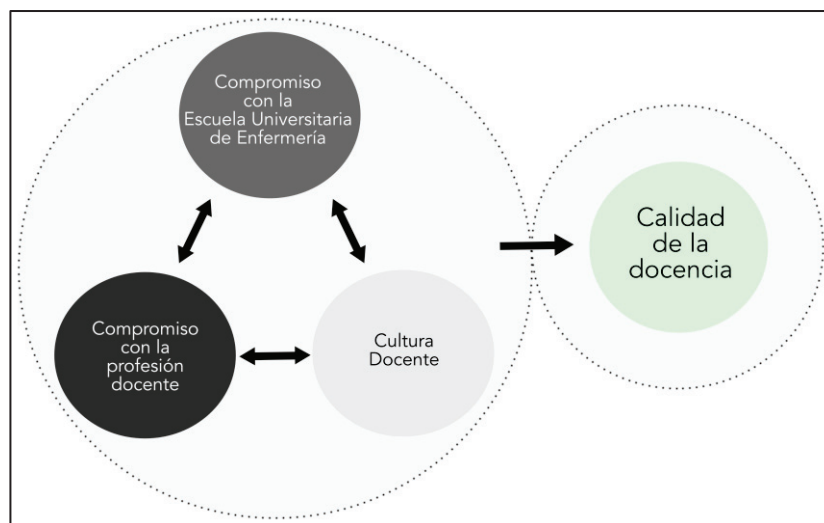 Compromiso
con la
Escuela Universitaria
de Enfermería
Compromiso
con la
profesión
docente
Cultura
Docente
Calidad
de la
docencia